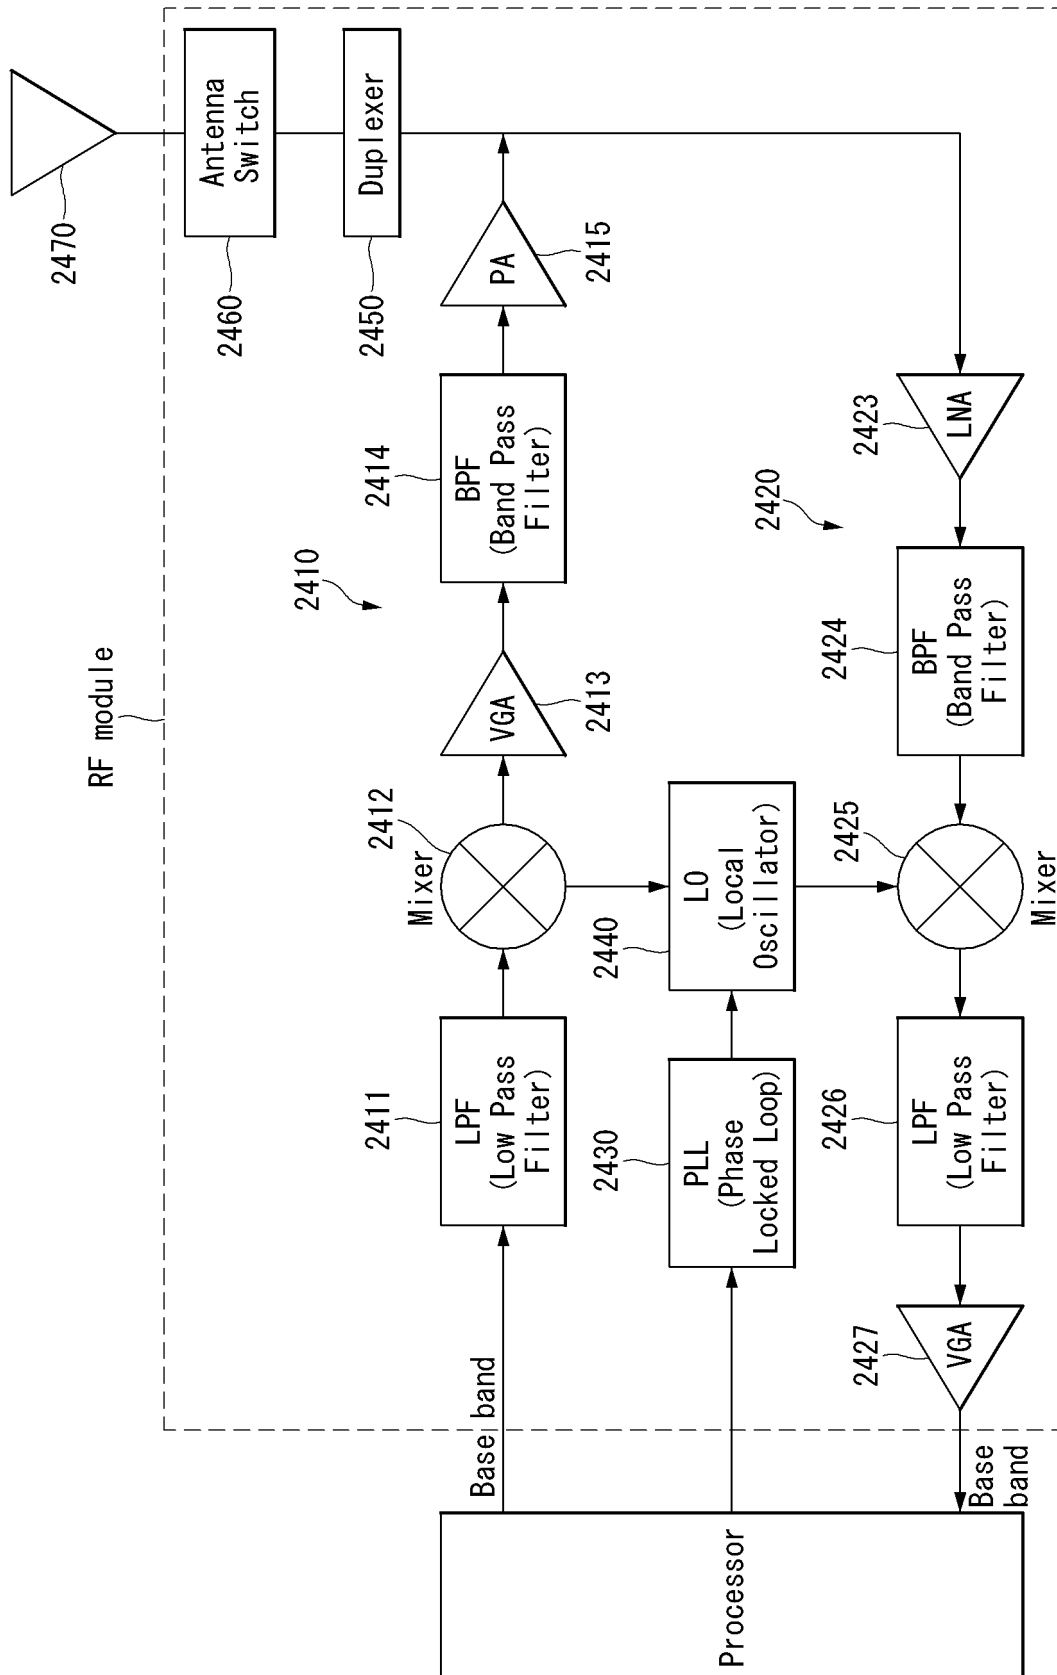 RF module
2470
Antenna
Switch
2460
Duplexer
2450
2410
Base band
LPF
(Low Pass
Filter)
2411
Mixer
2412
VGA
2413
BPF
(Band Pass
Filter)
2414
PA
2415
Processor
PLL
(Phase
Locked Loop)
2430
LO
(Local
Oscillator)
2440
2420
LNA
2423
BPF
(Band Pass
Filter)
2424
Mixer
2425
LPF
(Low Pass
Filter)
2426
VGA
2427
Base
band